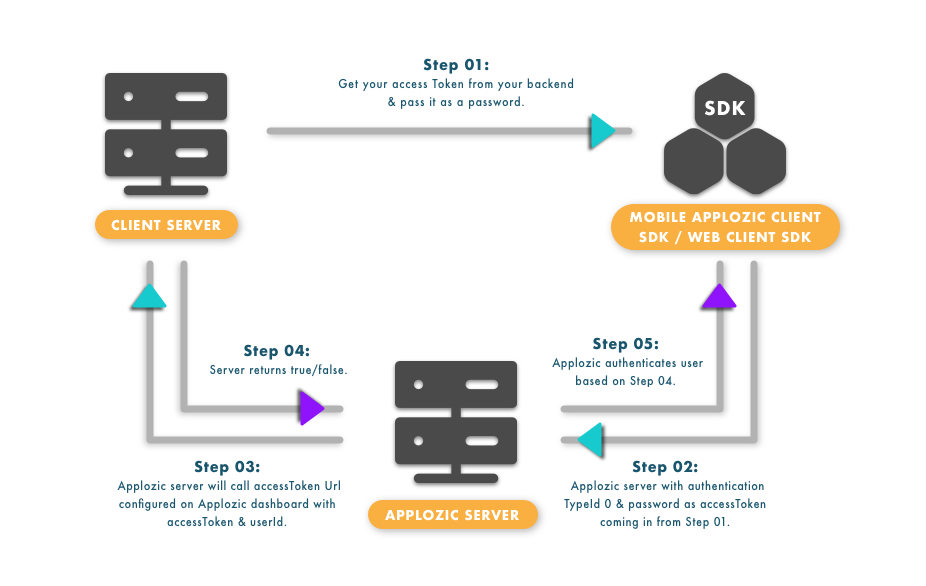 Step 01:
Get your access Token from your backend
& pass it as a password.
SDK
CLIENT SERVER
MOBILE APPLOZIC CLIENT
SDK / WEB CLIENT SDK
Step 04:
Server returns true/false.
Step 05:
Applozic authenticates user
based on Step 04.
Step 03:
Applozic server will call accessToken Url
configured on Applozic dashboard with
accessToken & userId.
APPLOZIC SERVER
Step 02:
Applozic server with authentication
TypeId 0 & password as accessToken
coming in from Step 01.